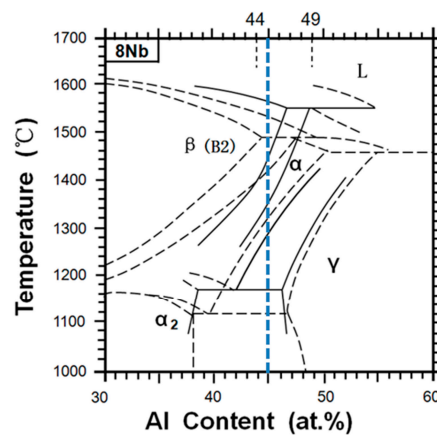 44 49
1700
8Nb
1600
L
1500
β (B2)
α
1400
1300
γ
1200
1100
α2
1000
30 40 50 60
Temperature (℃)
Al Content (at.%)